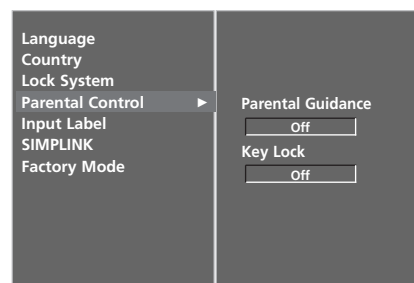 Language
Country
Lock System
Parental Control ►
Input Label
SIMPLINK
Factory Mode
Parental Guidance
Off
Key Lock
Off